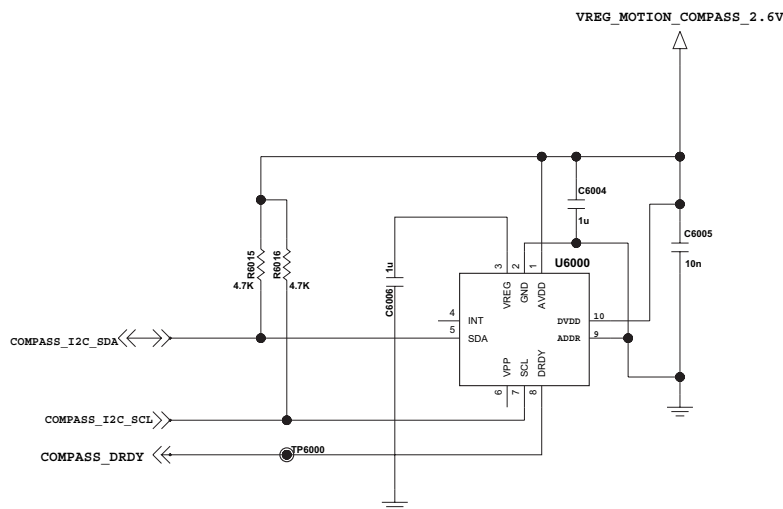 VREG_MOTION_COMPASS_2.6V
C6004
1u
C6005
10n
R6015
4.7K
R6016
4.7K
1u
C6006
U6000
3
2
1
VREG
GND
AVDD
4
INT
5
SDA
DVDD
10
ADDR
9
VPP
SCL
DRDY
6
7
8
COMPASS_I2C_SDA
COMPASS_I2C_SCL
COMPASS_DRDY
TP6000